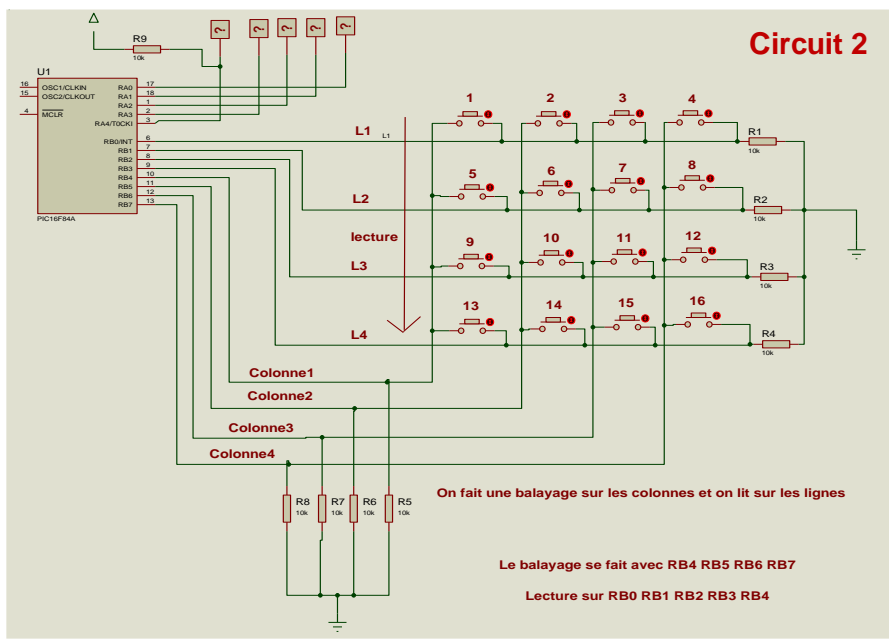 Circuit 2
R9
10k
?
?
?
?
?
U1
16
OSC1/CLKIN
RA0
17
15
OSC2/CLKOUT
RA1
18
RA2
1
4
MCLR
RA3
2
RA4/T0CKI
3
RB0/INT
6
RB1
7
RB2
8
RB3
9
RB4
10
RB5
11
RB6
12
RB7
13
PIC16F84A
1
2
3
4
L1
L1
R1
10k
5
6
7
8
L2
R2
10k
lecture
9
10
11
12
L3
R3
10k
13
14
15
16
L4
R4
10k
Colonne1
Colonne2
Colonne3
Colonne4
R8
10k
R7
10k
R6
10k
R5
10k
On fait une balayage sur les colonnes et on lit sur les lignes
Le balayage se fait avec RB4 RB5 RB6 RB7
Lecture sur RB0 RB1 RB2 RB3 RB4